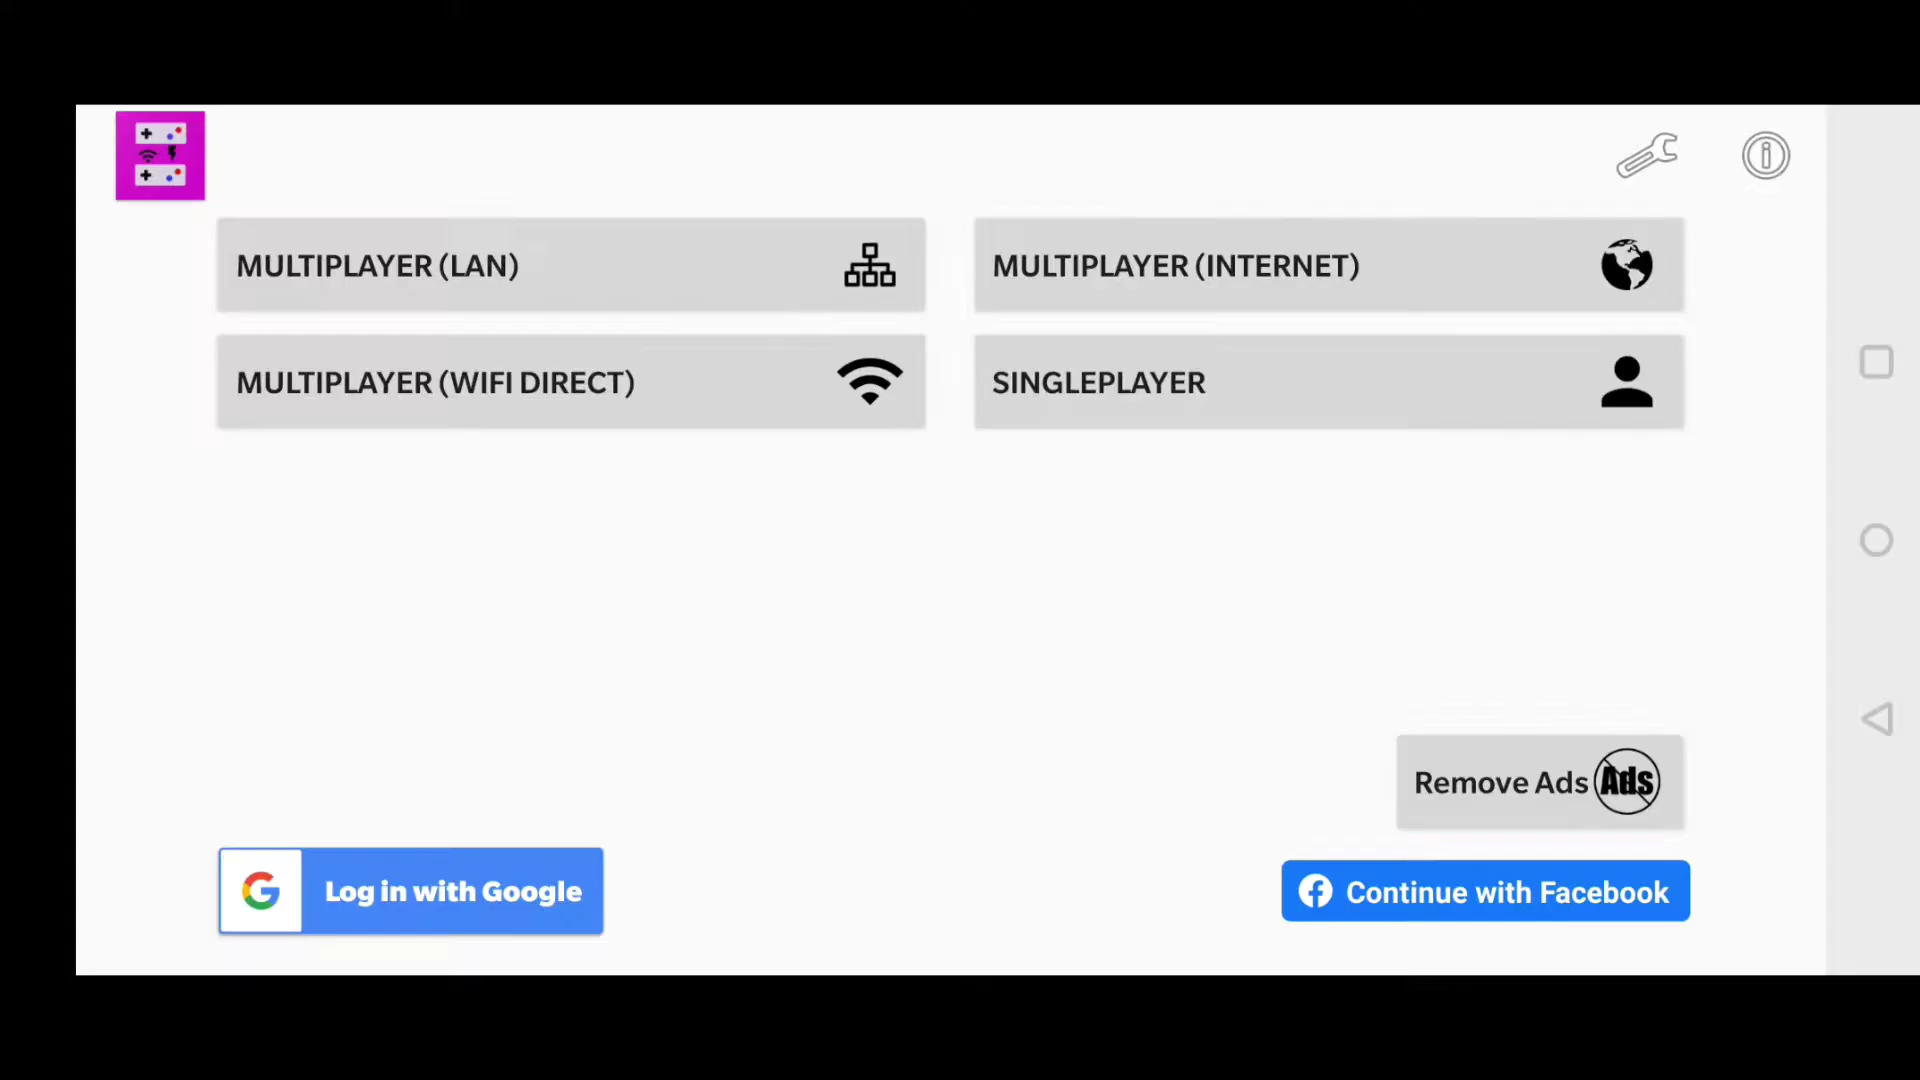 MULTIPLAYER (LAN)
MULTIPLAYER (INTERNET)
MULTIPLAYER (WIFI DIRECT)
SINGLEPLAYER
Remove Ads Ads
Log in with Google
Continue with Facebook